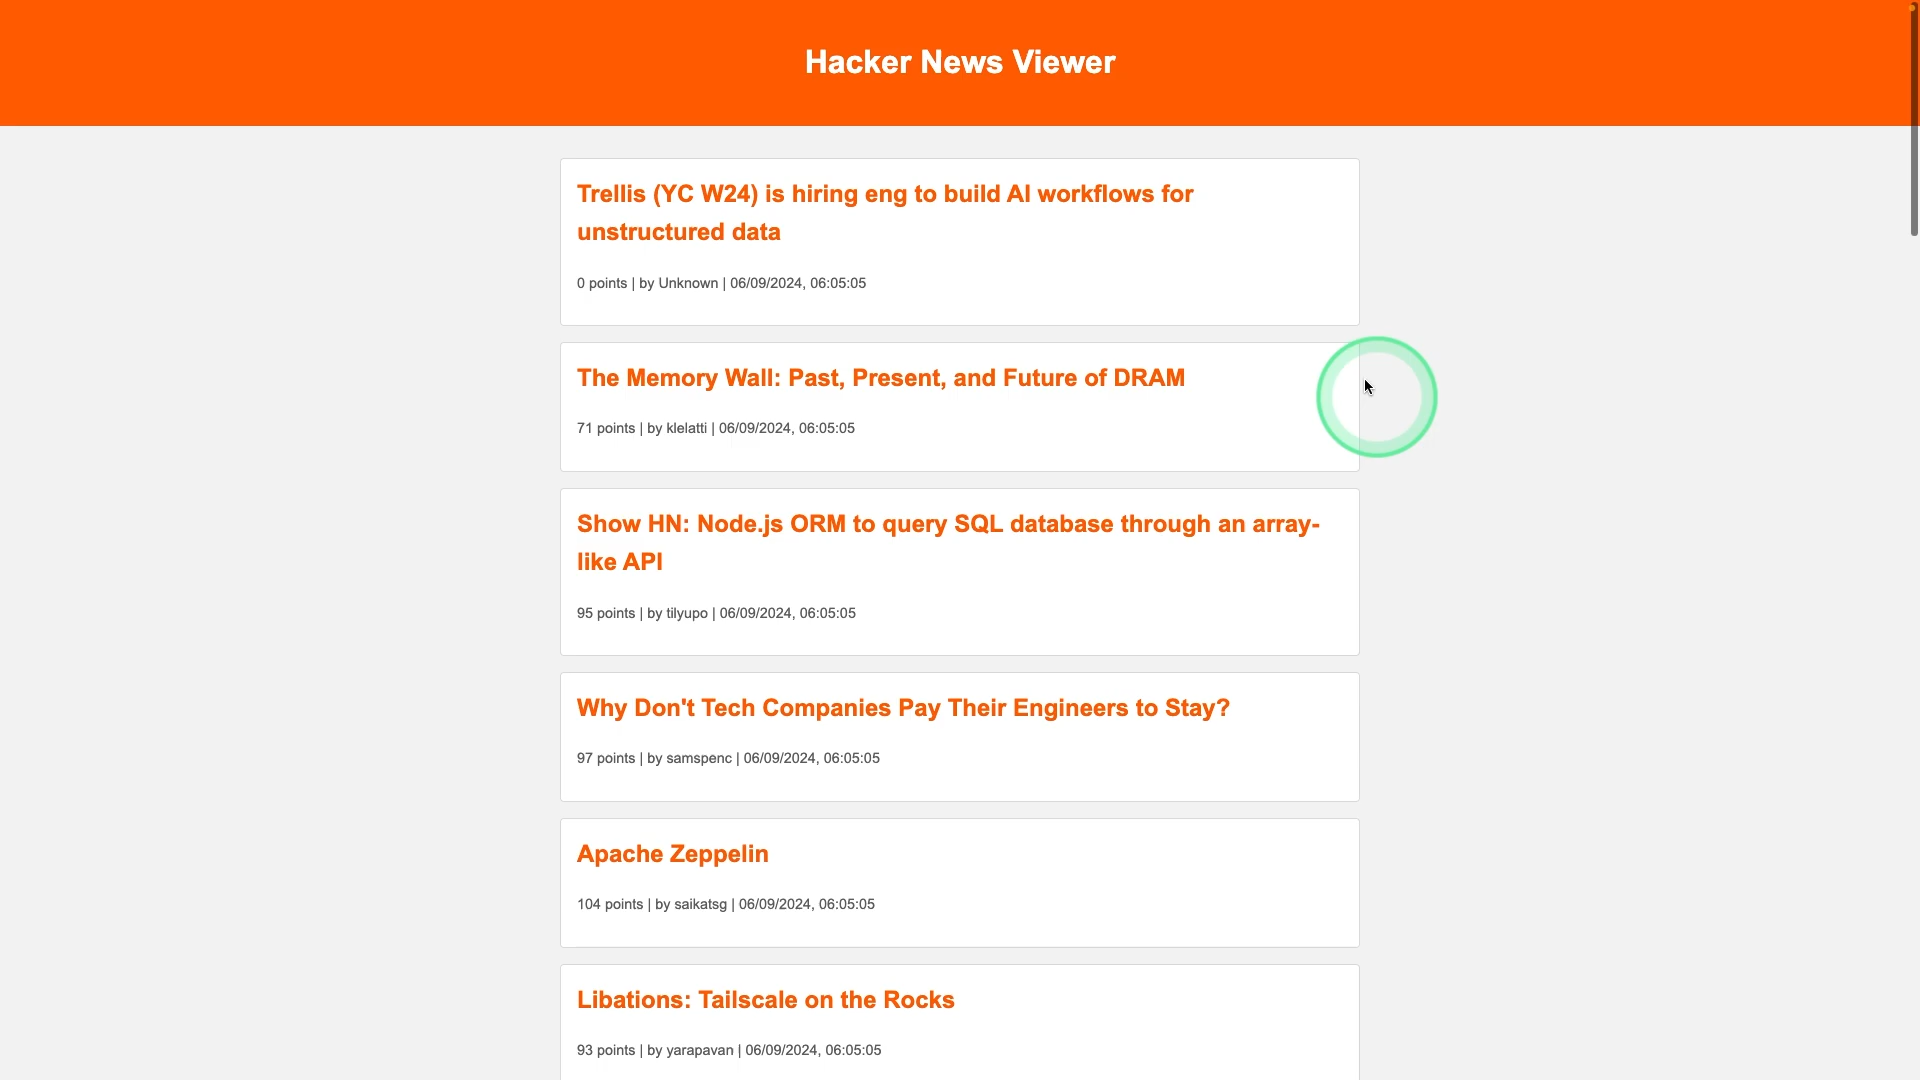 Hacker News Viewer
Trellis (YC W24) is hiring eng to build AI workflows for
unstructured data
0 points | by Unknown | 06/09/2024, 06:05:05
The Memory Wall: Past, Present, and Future of DRAM
71 points | by klelatti | 06/09/2024, 06:05:05
Show HN: Node.js ORM to query SQL database through an array-
like API
95 points | by tilyupo | 06/09/2024, 06:05:05
Why Don't Tech Companies Pay Their Engineers to Stay?
97 points | by samspenc | 06/09/2024, 06:05:05
Apache Zeppelin
104 points | by saikatsg | 06/09/2024, 06:05:05
Libations: Tailscale on the Rocks
93 points | by yarapavan | 06/09/2024, 06:05:05